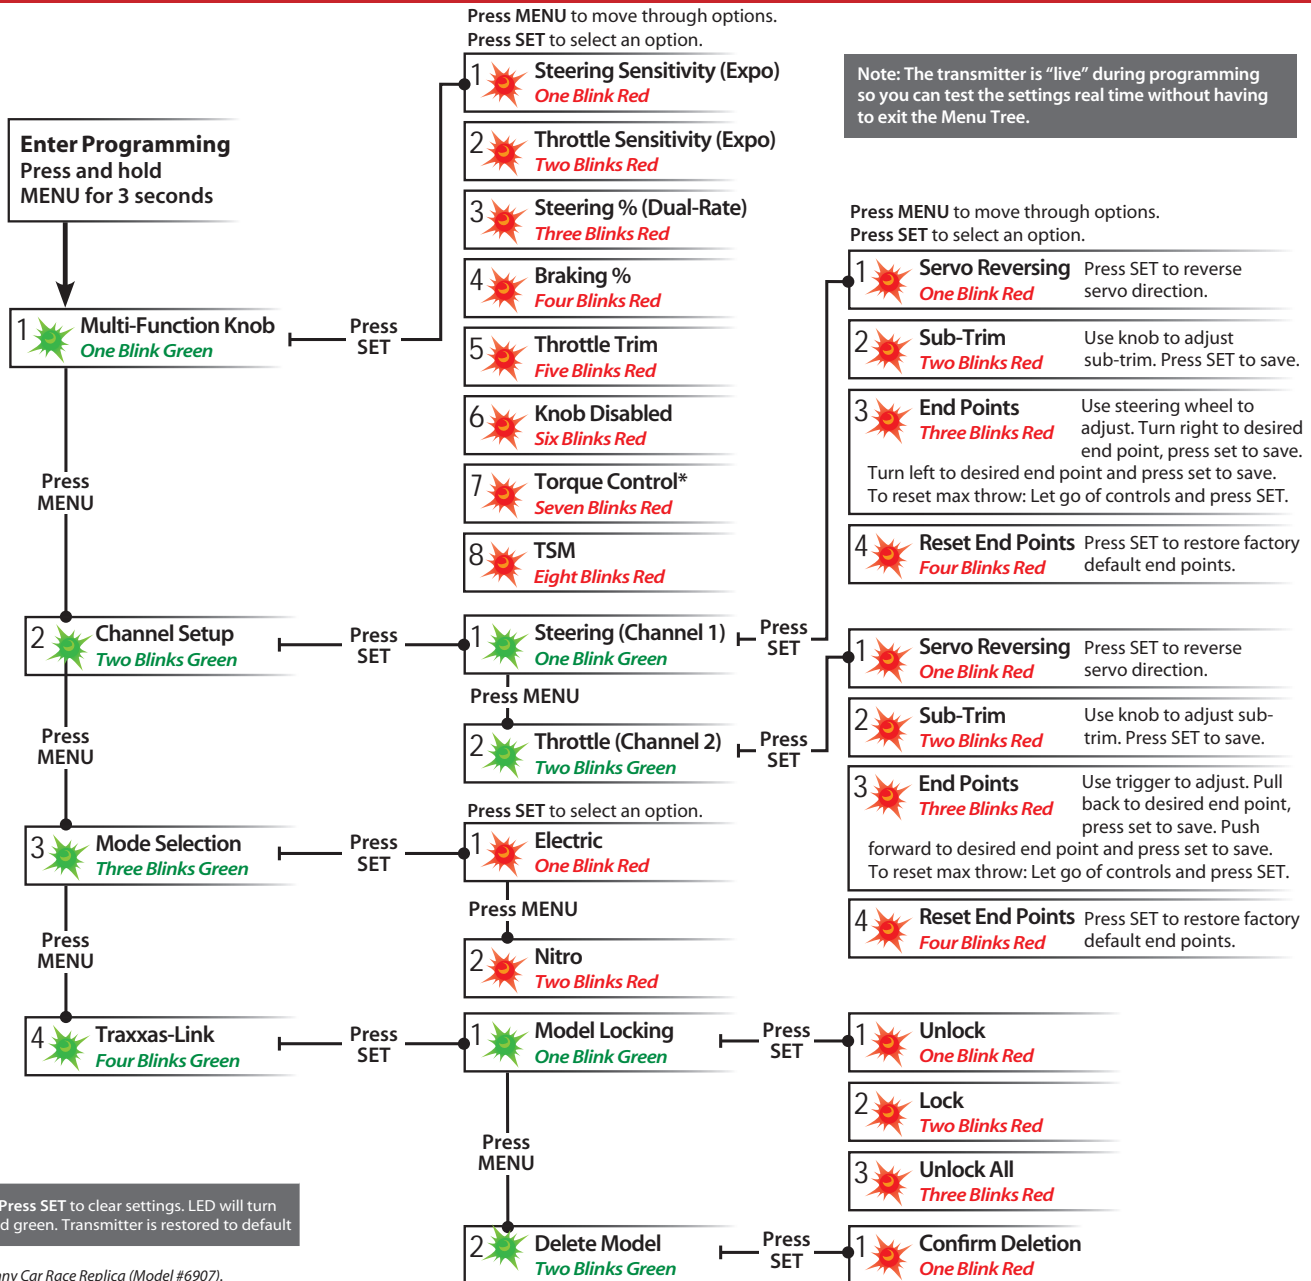 Press MENU to move through options.
Press SET to select an option.
1 Steering Sensitivity (Expo)
One Blink Red
2 Throttle Sensitivity (Expo)
Two Blinks Red
3 Steering % (Dual-Rate)
Three Blinks Red
4 Braking %
Four Blinks Red
5 Throttle Trim
Five Blinks Red
6 Knob Disabled
Six Blinks Red
7 Torque Control*
Seven Blinks Red
8 TSM
Eight Blinks Red
Note: The transmitter is “live” during programming
so you can test the settings real time without having
to exit the Menu Tree.
Enter Programming
Press and hold
MENU for 3 seconds
1 Multi-Function Knob
One Blink Green
Press
SET
Press
MENU
2 Channel Setup
Two Blinks Green
Press
SET
1 Steering (Channel 1)
One Blink Green
Press
SET
Press MENU
2 Throttle (Channel 2)
Two Blinks Green
Press
SET
Press MENU to move through options.
Press SET to select an option.
1 Servo Reversing Press SET to reverse
One Blink Red servo direction.
2 Sub-Trim Use knob to adjust
Two Blinks Red sub-trim. Press SET to save.
3 End Points Use steering wheel to
Three Blinks Red adjust. Turn right to desired
end point, press set to save.
Turn left to desired end point and press set to save.
To reset max throw: Let go of controls and press SET.
4 Reset End Points Press SET to restore factory
Four Blinks Red default end points.
1 Servo Reversing Press SET to reverse
One Blink Red servo direction.
2 Sub-Trim Use knob to adjust sub-
Two Blinks Red trim. Press SET to save.
3 End Points Use trigger to adjust. Pull
Three Blinks Red back to desired end point,
press set to save. Push
forward to desired end point and press set to save.
To reset max throw: Let go of controls and press SET.
4 Reset End Points Press SET to restore factory
Four Blinks Red default end points.
Press
MENU
3 Mode Selection
Three Blinks Green
Press
SET
Press SET to select an option.
1 Electric
One Blink Red
Press MENU
2 Nitro
Two Blinks Red
Press
MENU
4 Traxxas-Link
Four Blinks Green
Press
SET
1 Model Locking
One Blink Green
Press
SET
1 Unlock
One Blink Red
2 Lock
Two Blinks Red
3 Unlock All
Three Blinks Red
Press
MENU
2 Delete Model
Two Blinks Green
Press
SET
1 Confirm Deletion
One Blink Red
Press SET to clear settings. LED will turn
d green. Transmitter is restored to default
ny Car Race Replica (Model #6907).